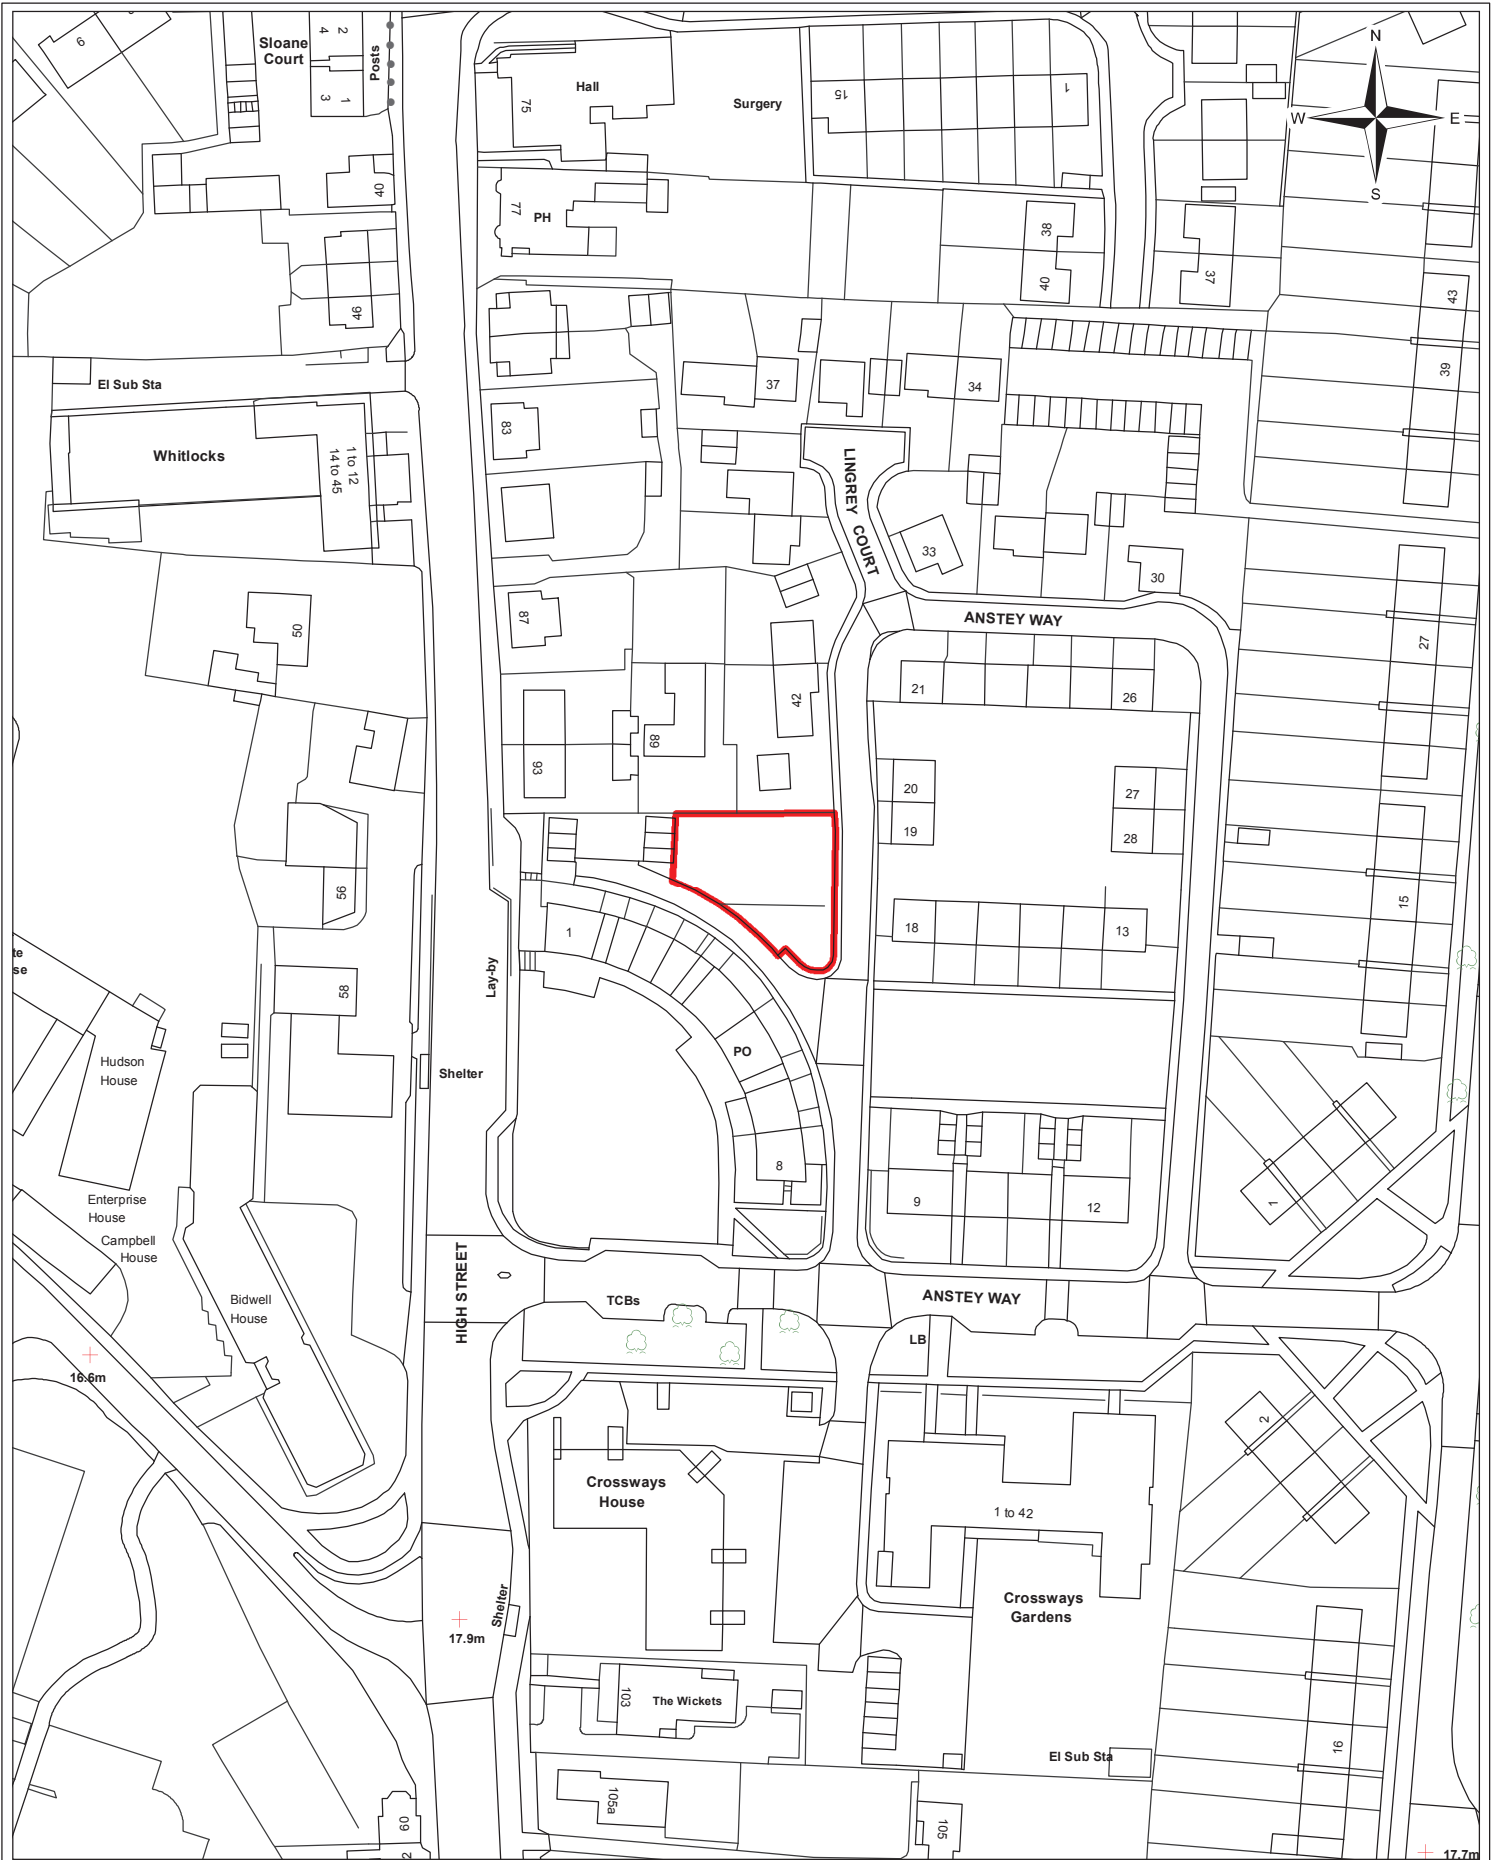 6
Sloane
Court
4 2
3 1
Posts
Hall
75
Surgery
15
1
N
W
E
S
40
77
PH
38
40
37
46
43
39
El Sub Sta
37
34
83
Whitlocks
1 to 12
14 to 45
LINGREY COURT
33
30
87
ANSTEY WAY
50
27
21
26
42
89
93
20
19
27
28
56
15
1
18
13
te
se
Lay-by
58
PO
Hudson
House
Shelter
8
9
12
1
Enterprise
House
Campbell
House
Bidwell
House
HIGH STREET
TCBs
ANSTEY WAY
LB
16.6m
2
Crossways
House
1 to 42
Shelter
17.9m
Crossways
Gardens
103
The Wickets
El Sub Sta
16
105a
105
60
2
17.7m